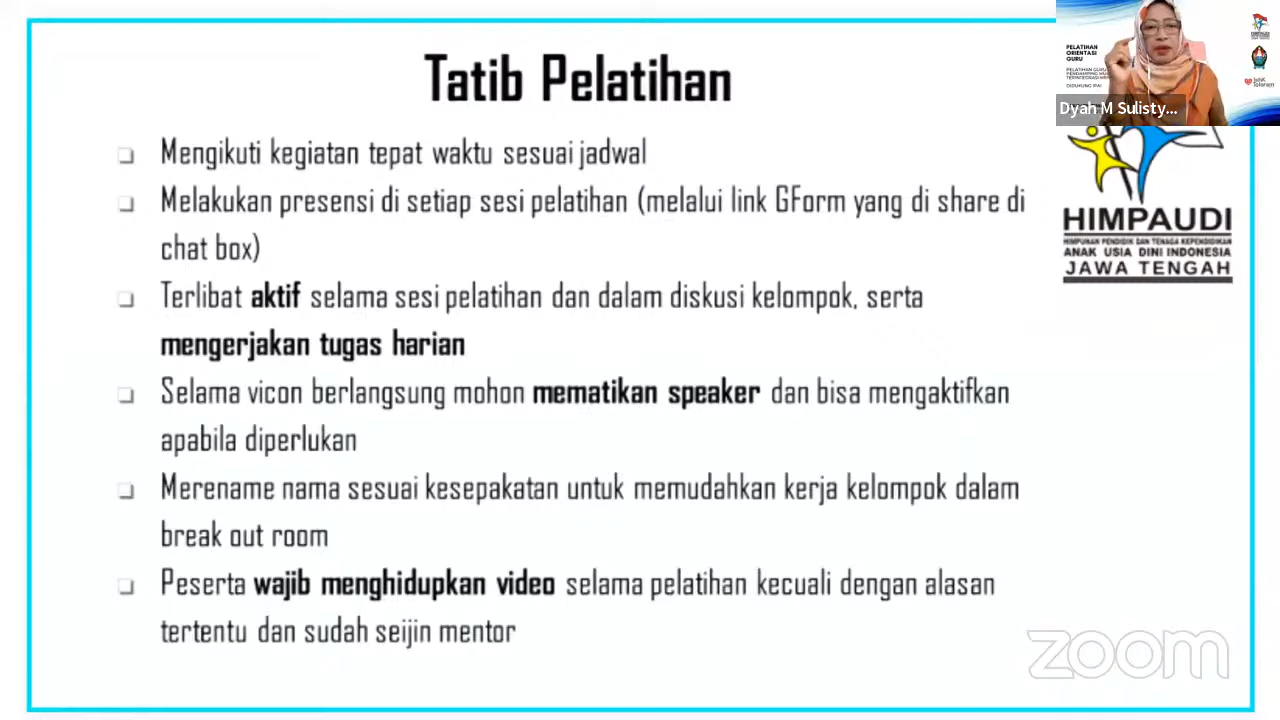 Tatib Pelatihan
Mengikuti kegiatan tepat waktu sesuai jadwal
Melakukan presensi di setiap sesi pelatihan (melalui link GForm yang di share di
chat box)
Terlibat aktif selama sesi pelatihan dan dalam diskusi kelompok, serta
mengerjakan tugas harian
Selama vicon berlangsung mohon mematikan speaker dan bisa mengaktifkan
apabila diperlukan
Merename nama sesuai kesepakatan untuk memudahkan kerja kelompok dalam
break out room
Peserta wajib menghidupkan video selama pelatihan kecuali dengan alasan
tertentu dan sudah seijin mentor
PELATIHAN
ORIENTASI
GURU
PELATIHAN GURU
Dyah M Sulisty...
HIMPAUDI
HIMPUNAN PENDIDIK DAN TENAGA KEPENDIDIKAN
ANAK USIA DINI INDONESIA
JAWA TENGAH
zoom